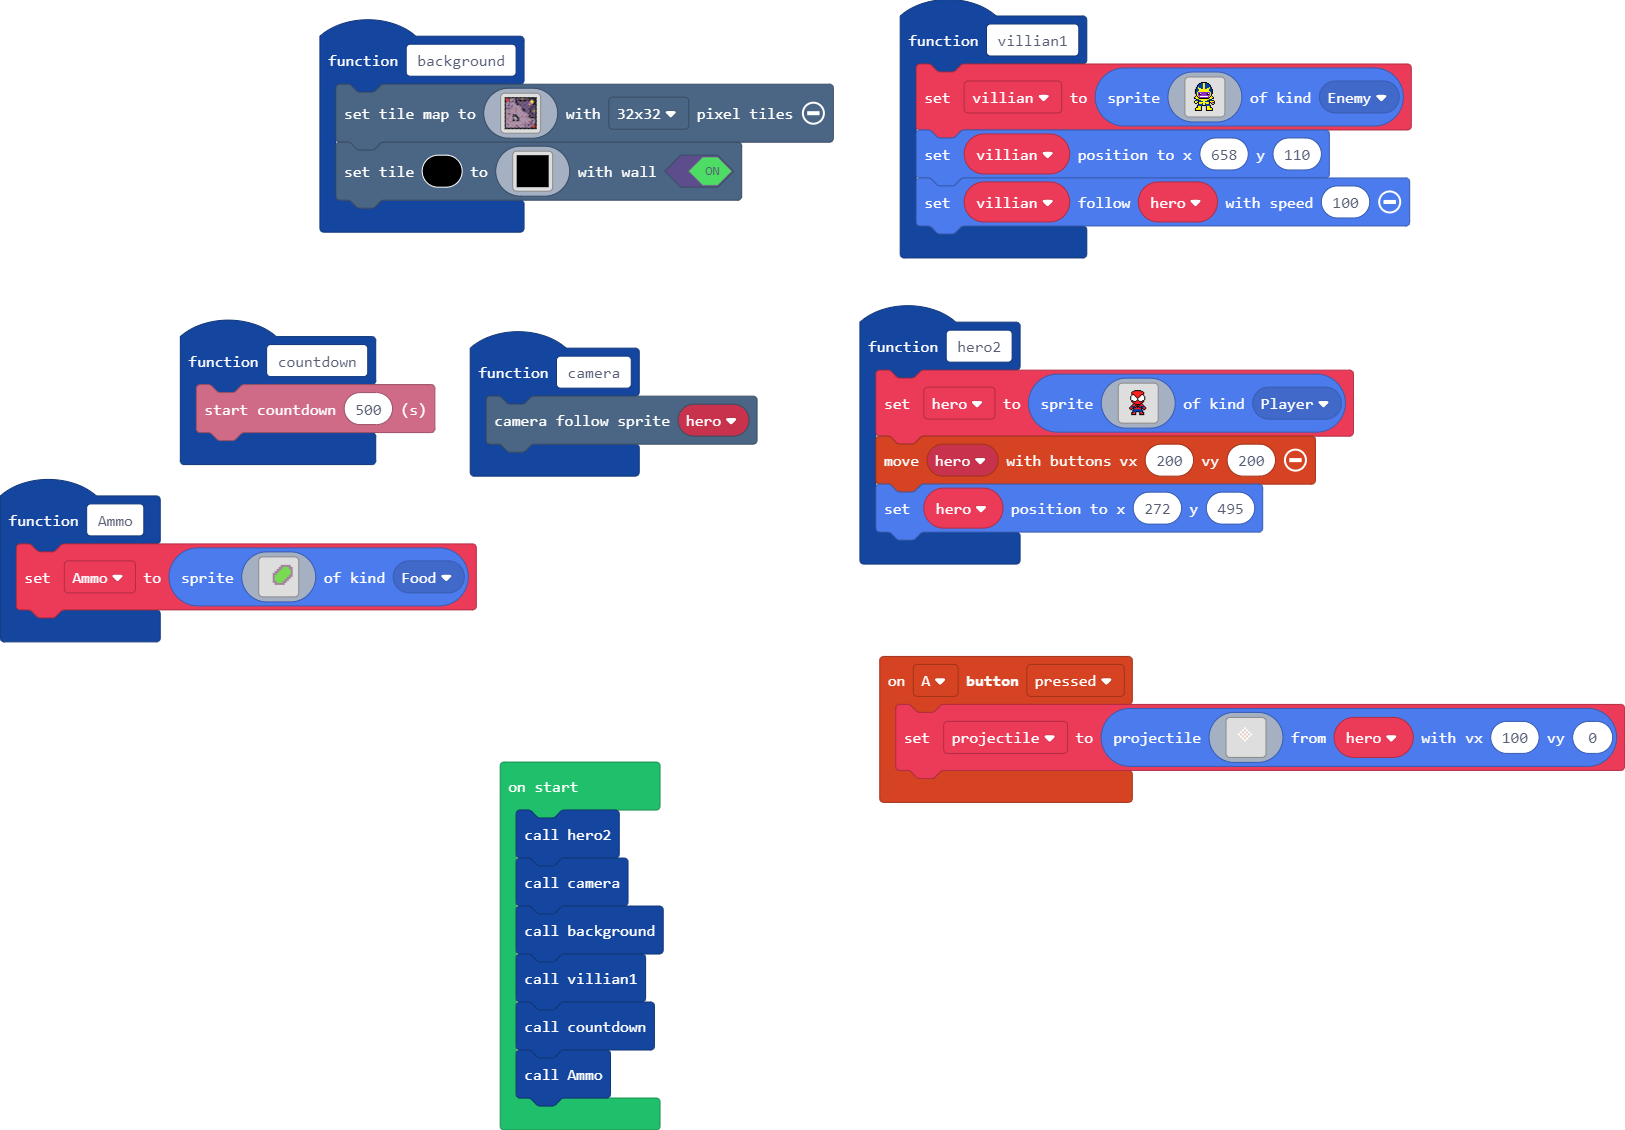 function background
set tile map to with 32x32 pixel tiles
set tile to with wall ON
function villian1
set villian to sprite of kind Enemy
set villian position to x 658 y 110
set villian follow hero with speed 100
function countdown
start countdown 500 (s)
function camera
camera follow sprite hero
function hero2
set hero to sprite of kind Player
move hero with buttons vx 200 vy 200
set hero position to x 272 y 495
function Ammo
set Ammo to sprite of kind Food
on A button pressed
set projectile to projectile from hero with vx 100 vy 0
on start
call hero2
call camera
call background
call villian1
call countdown
call Ammo